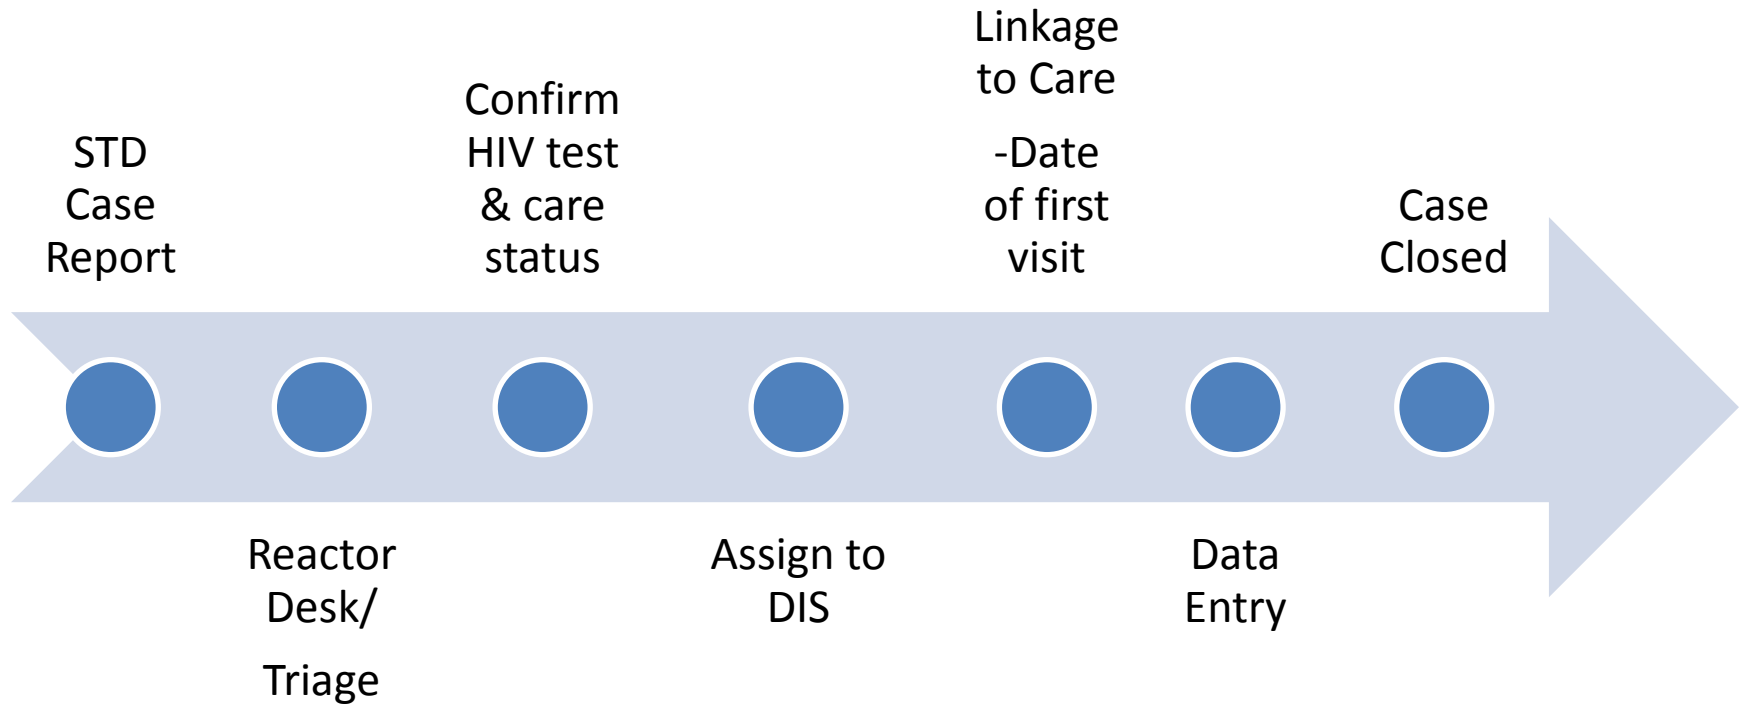 STD
Case
Report
Reactor
Desk/
Triage
Confirm
HIV test
& care
status
Assign to
DIS
Linkage
to Care
-Date
of first
visit
Data
Entry
Case
Closed